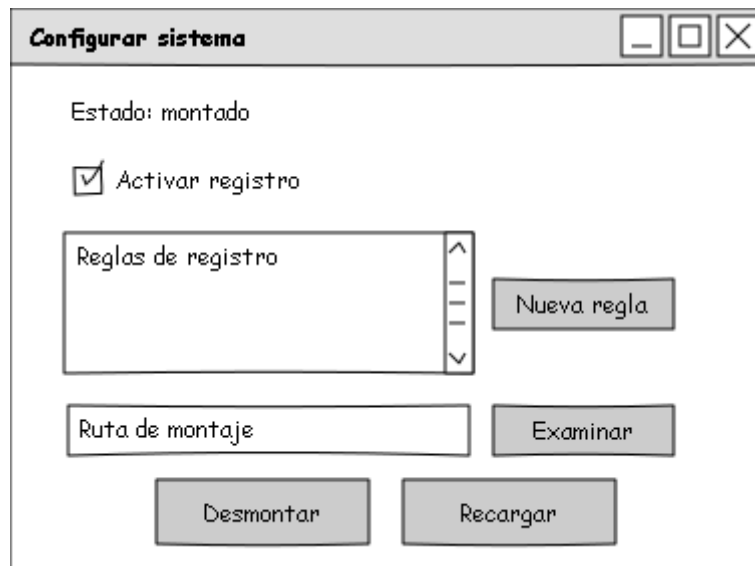 Configurar sistema
Estado: montado
Activar registro
Reglas de registro
Nueva regla
Ruta de montaje
Examinar
Desmontar
Recargar